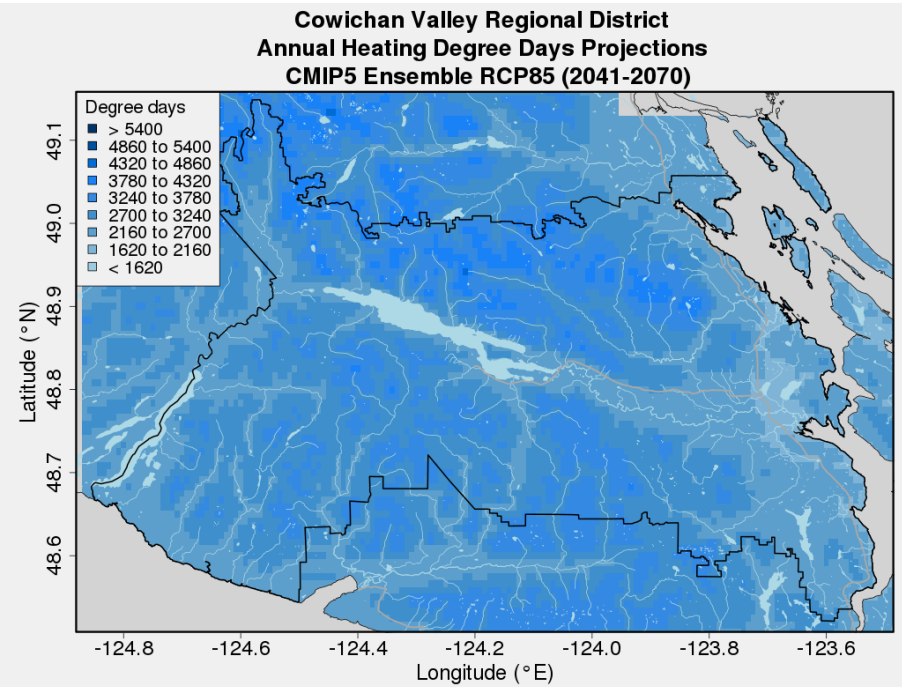 Cowichan Valley Regional District
Annual Heating Degree Days Projections
CMIP5 Ensemble RCP85 (2041-2070)
Degree days
> 5400
4860 to 5400
4320 to 4860
3780 to 4320
3240 to 3780
2700 to 3240
2160 to 2700
1620 to 2160
< 1620
49.1
49.0
48.9
48.8
48.7
48.6
Latitude (°N)
-124.8 -124.6 -124.4 -124.2 -124.0 -123.8 -123.6
Longitude (°E)